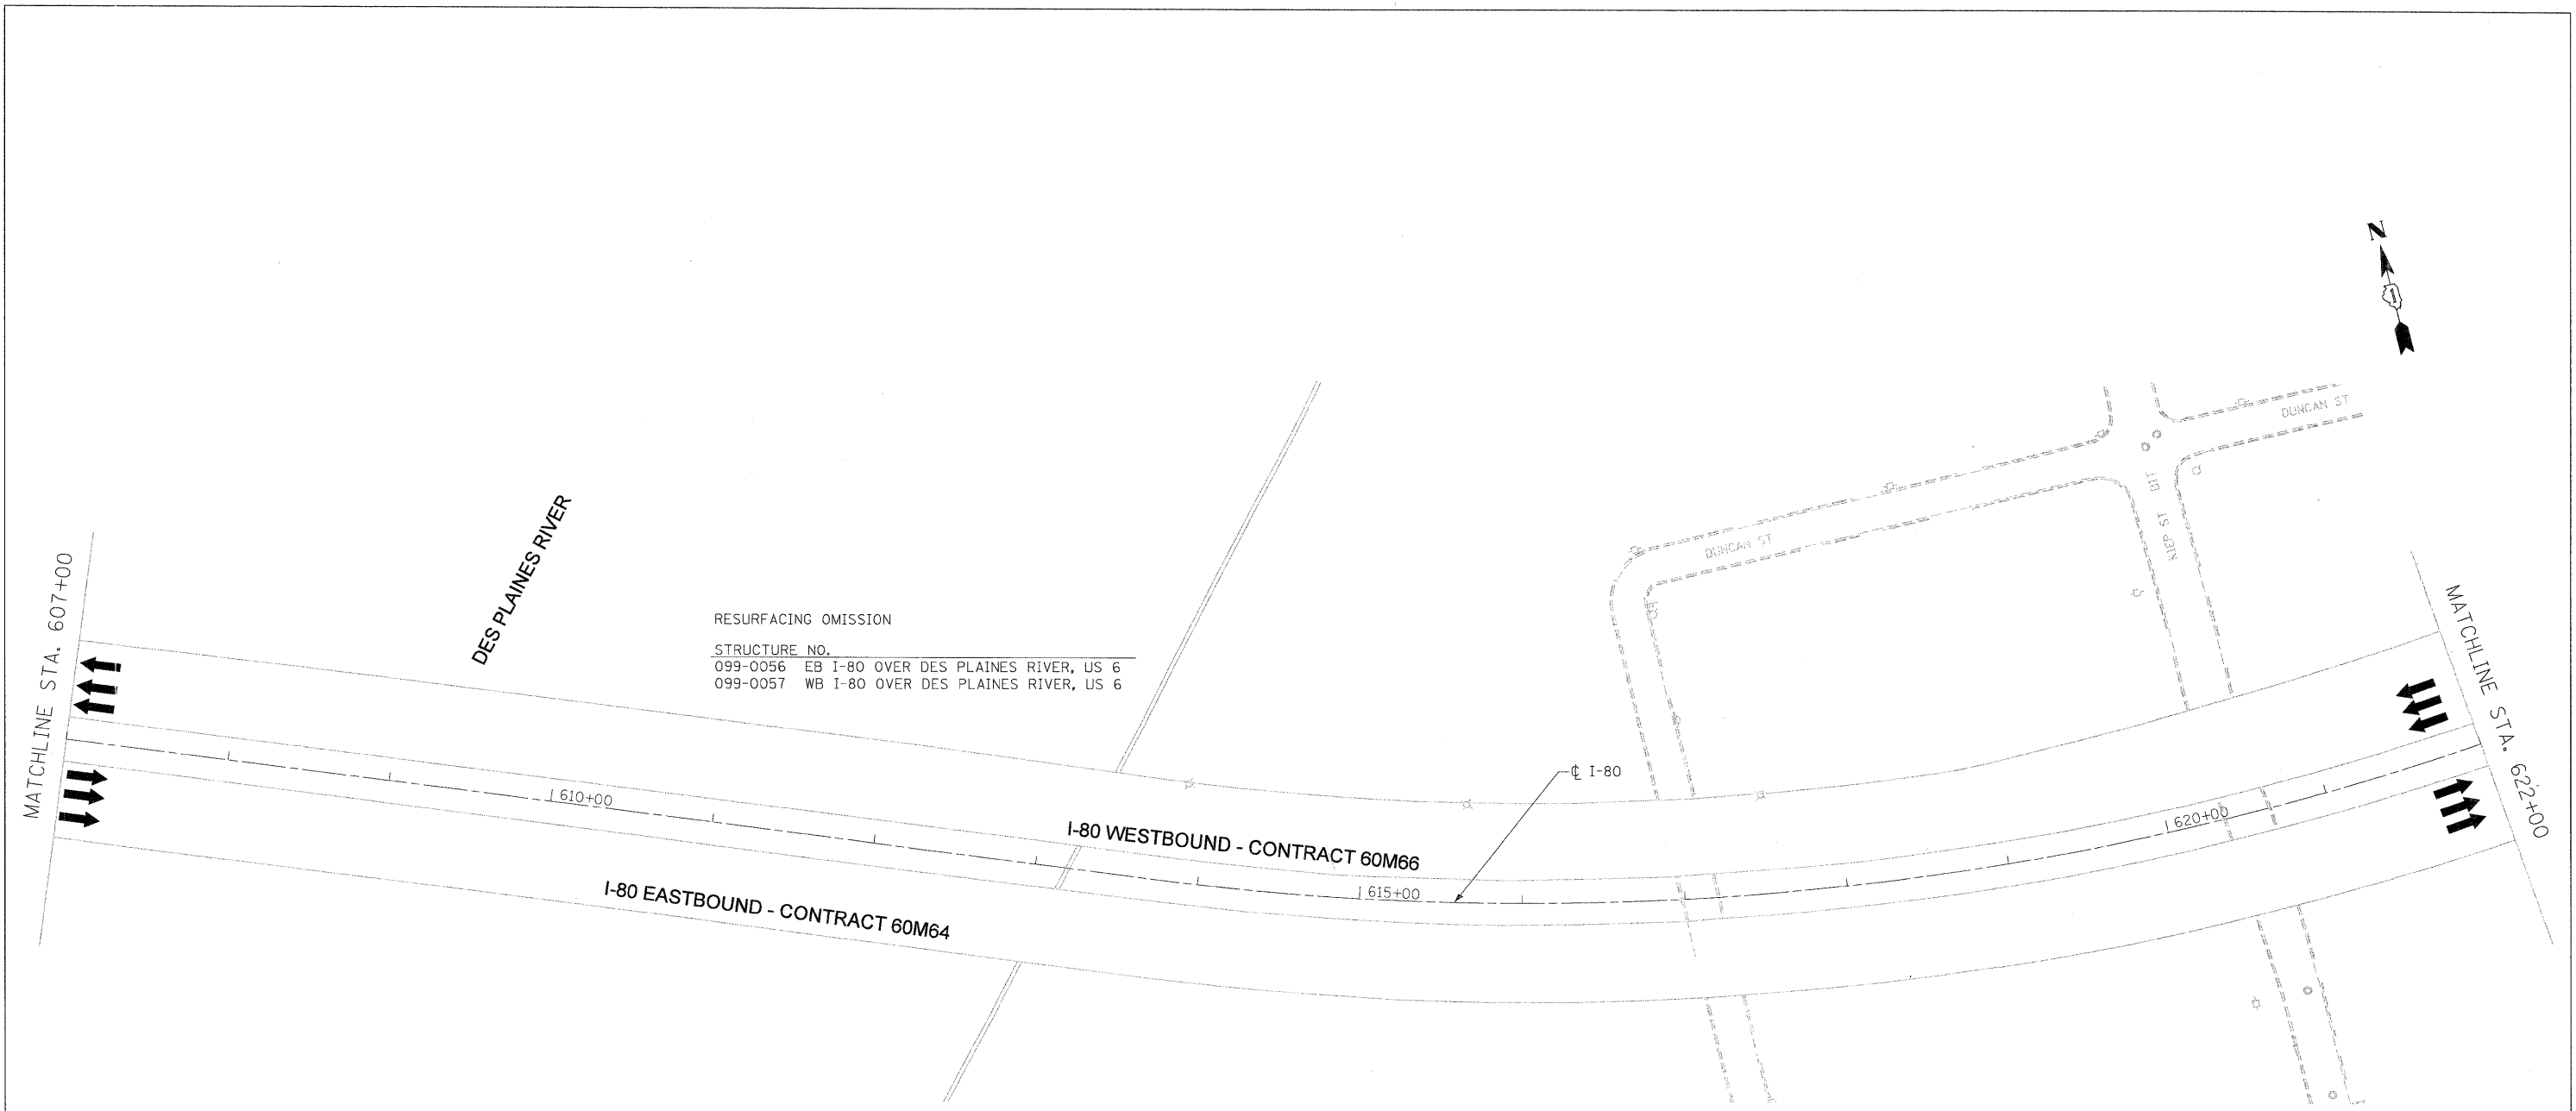 N
1
DUNCAN ST
DUNCAN ST
BIT
NEP ST
MATCHLINE STA. 607+00
DES PLAINES RIVER
RESURFACING OMISSION
STRUCTURE NO.
099-0056 EB I-80 OVER DES PLAINES RIVER, US 6
099-0057 WB I-80 OVER DES PLAINES RIVER, US 6
MATCHLINE STA. 622+00
℄ I-80
610+00
I-80 WESTBOUND - CONTRACT 60M66
620+00
615+00
I-80 EASTBOUND - CONTRACT 60M64